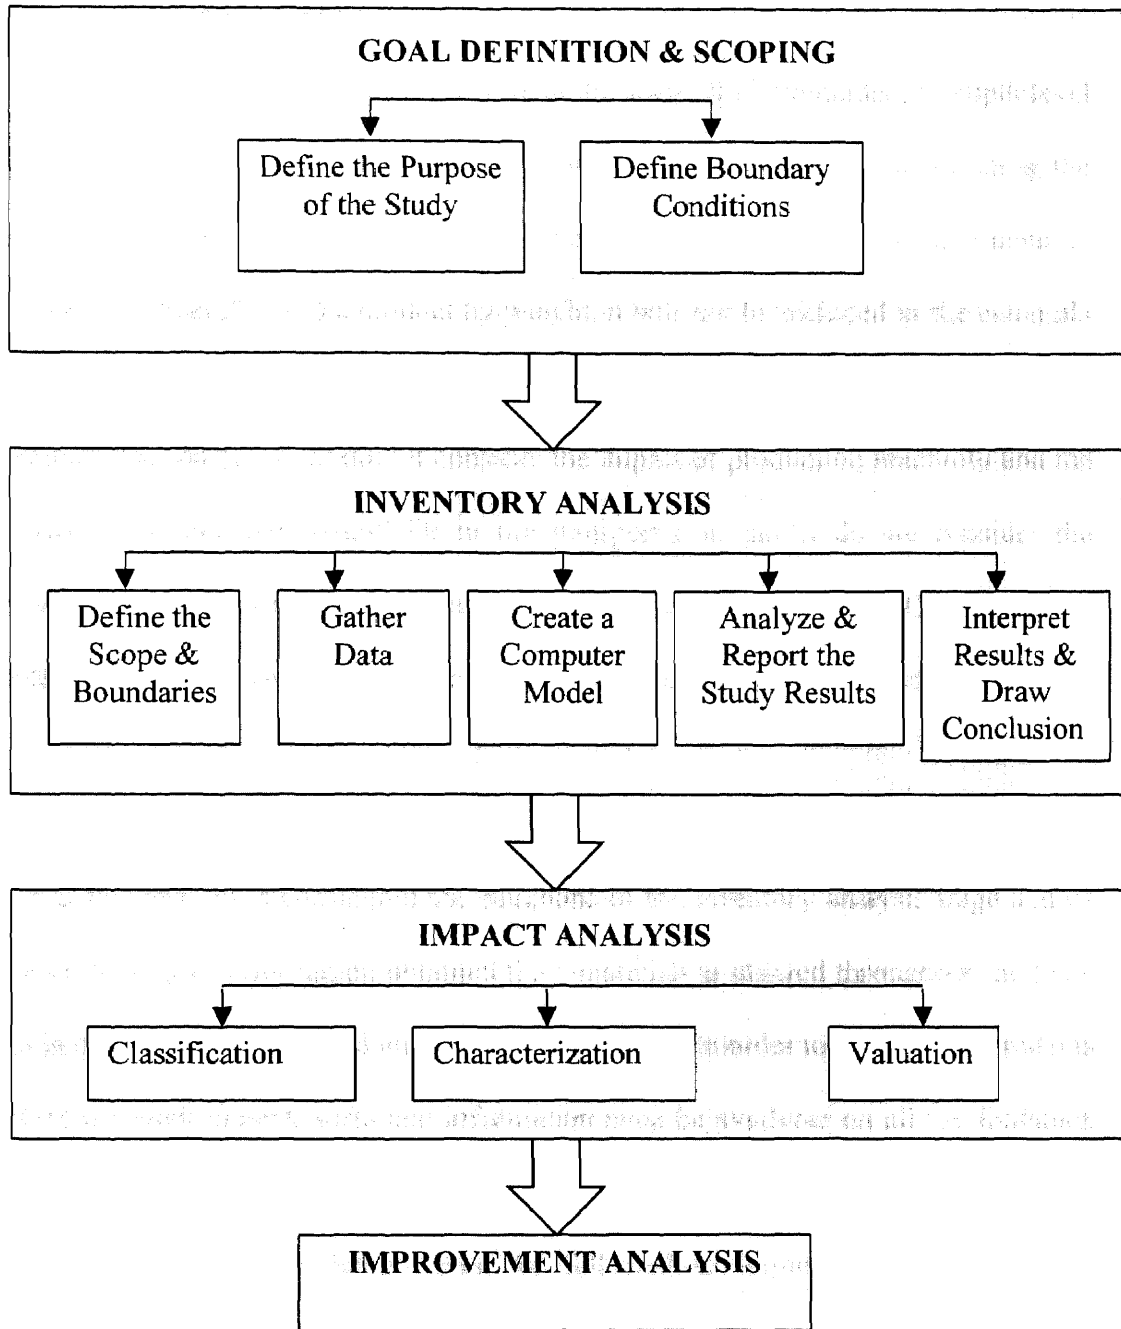 GOAL DEFINITION & SCOPING
Define the Purpose
of the Study
Define Boundary
Conditions
INVENTORY ANALYSIS
Define the
Scope &
Boundaries
Gather
Data
Create a
Computer
Model
Analyze &
Report the
Study Results
Interpret
Results &
Draw
Conclusion
IMPACT ANALYSIS
Classification
Characterization
Valuation
IMPROVEMENT ANALYSIS